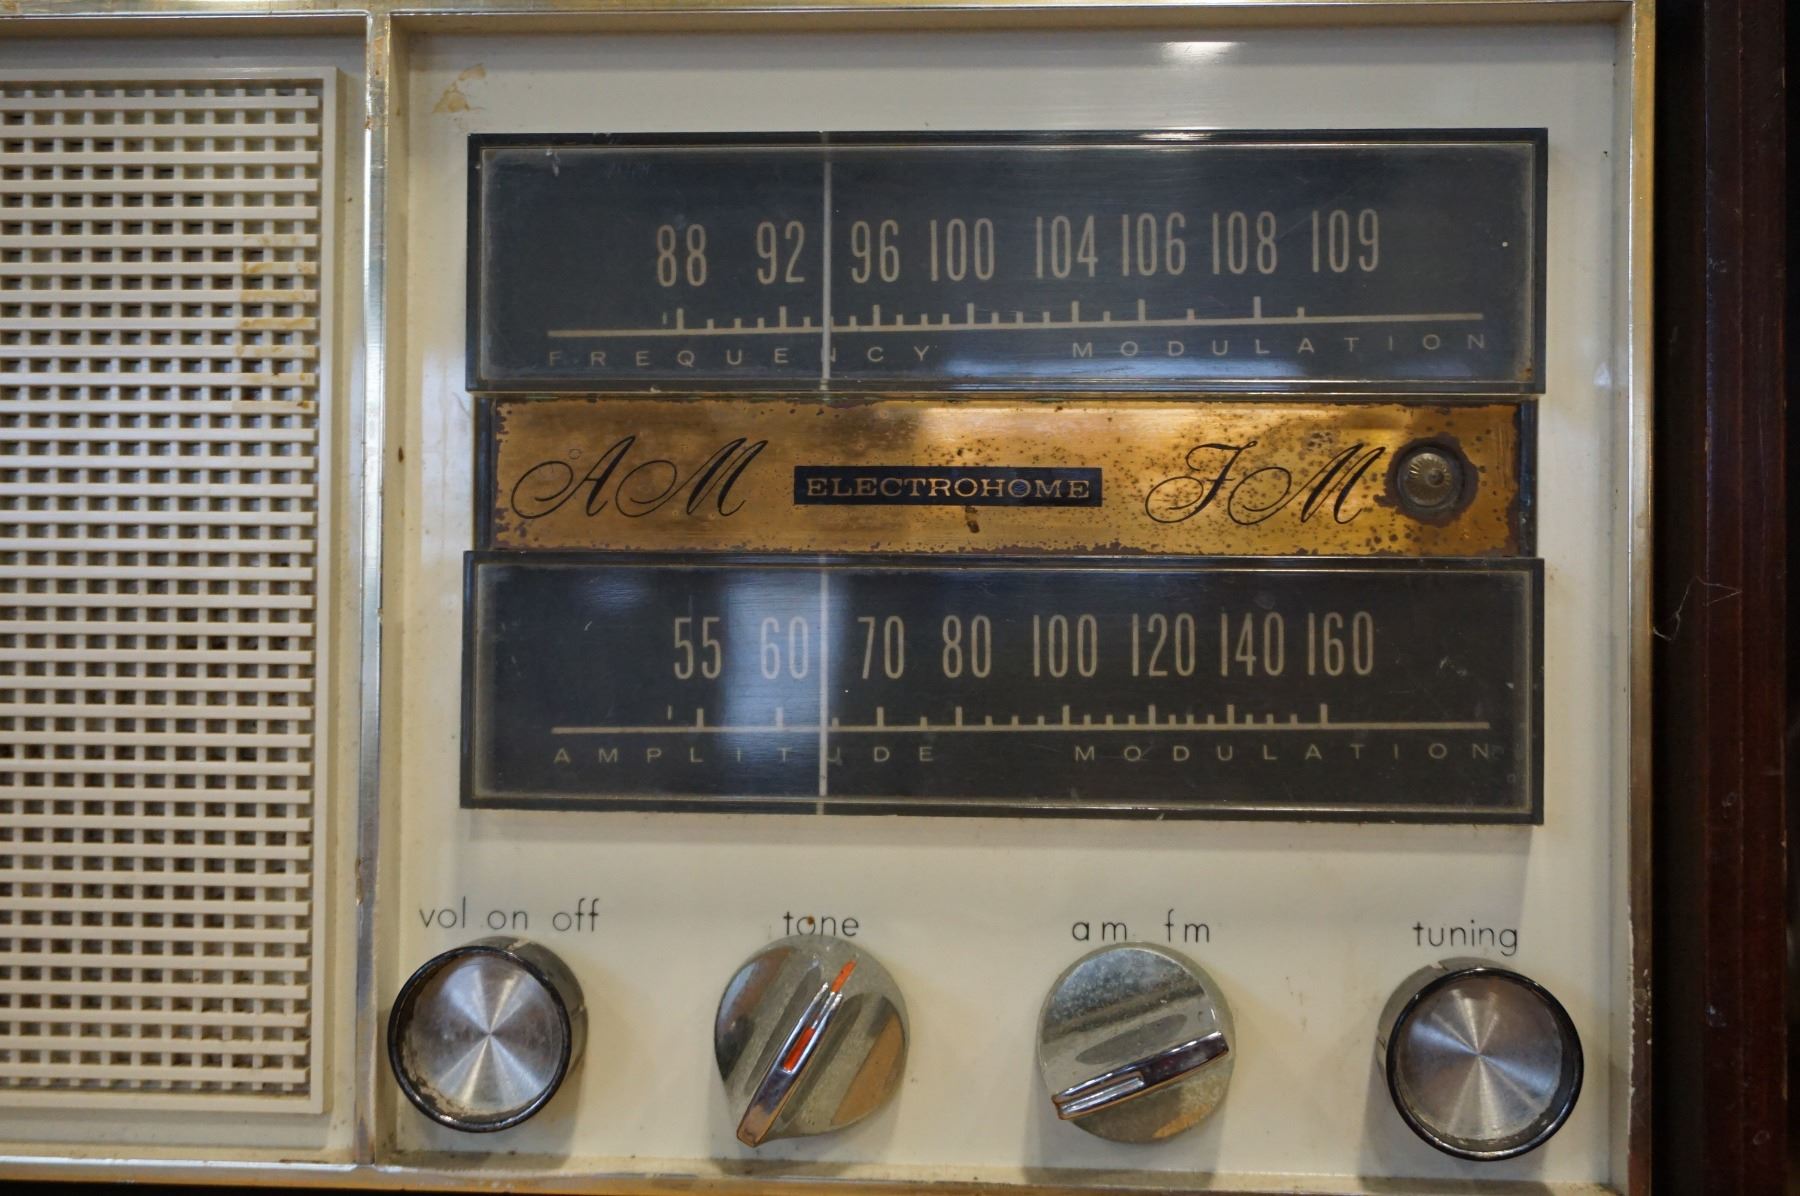 88 92 96 100 104 106 108 109
FREQUENCY MODULATION
AM ELECTROHOME FM
55 60 70 80 100 120 140 160
AMPLITUDE MODULATION
vol on off tone am fm tuning